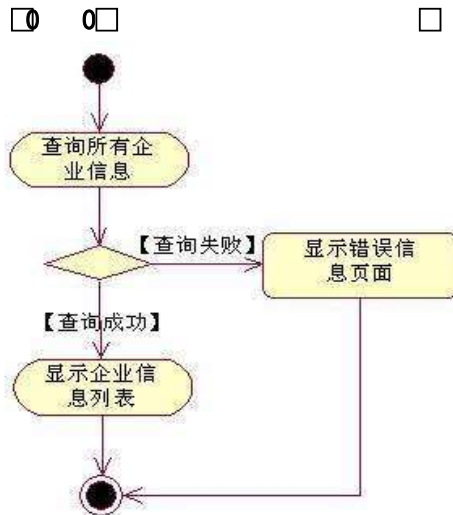 查询所有企
业信息
【查询失败】
显示错误信
息页面
【查询成功】
显示企业信
息列表